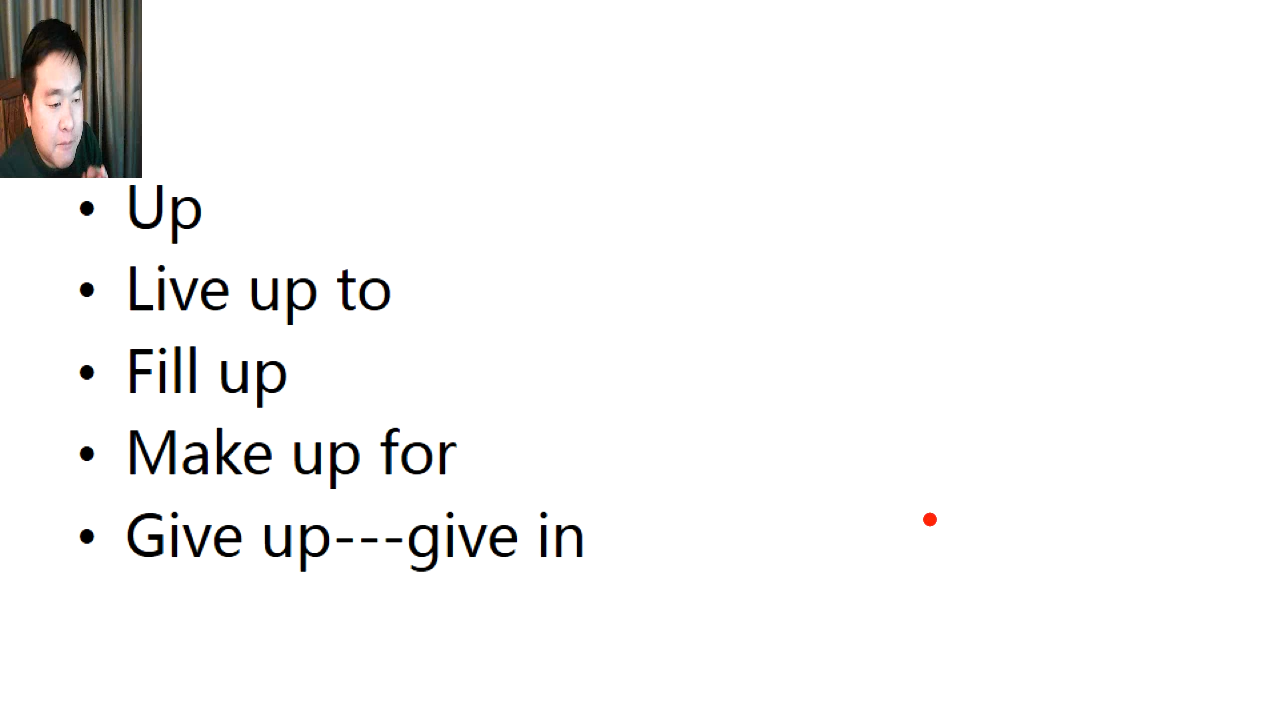 Up
Live up to
Fill up
Make up for
Give up---give in